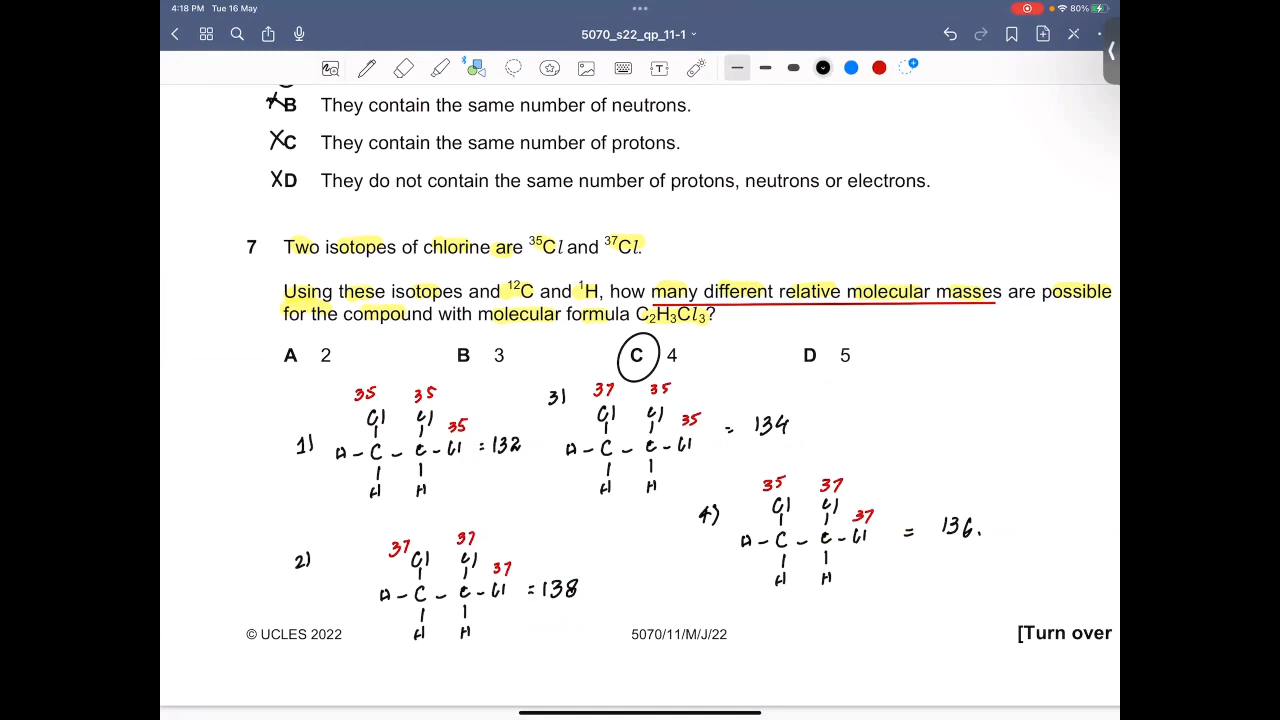 4:18 PM Tue 16 May
80%
5070_s22_qp_11-1
B They contain the same number of neutrons.
XC They contain the same number of protons.
XD They do not contain the same number of protons, neutrons or electrons.
7 Two isotopes of chlorine are ³⁵Cl and ³⁷Cl.
Using these isotopes and ¹²C and ¹H, how many different relative molecular masses are possible
for the compound with molecular formula C₂H₃Cl₃?
A 2 B 3 C 4 D 5
1)
35 35
Cl Cl 35
H - C - C - Cl = 132
H H
3)
37 35
Cl Cl 35
H - C - C - Cl = 134
H H
2)
37 37
Cl Cl 37
H - C - C - Cl = 138
H H
4)
35 37
Cl Cl 37
H - C - C - Cl = 136.
H H
© UCLES 2022 5070/11/M/J/22 [Turn over